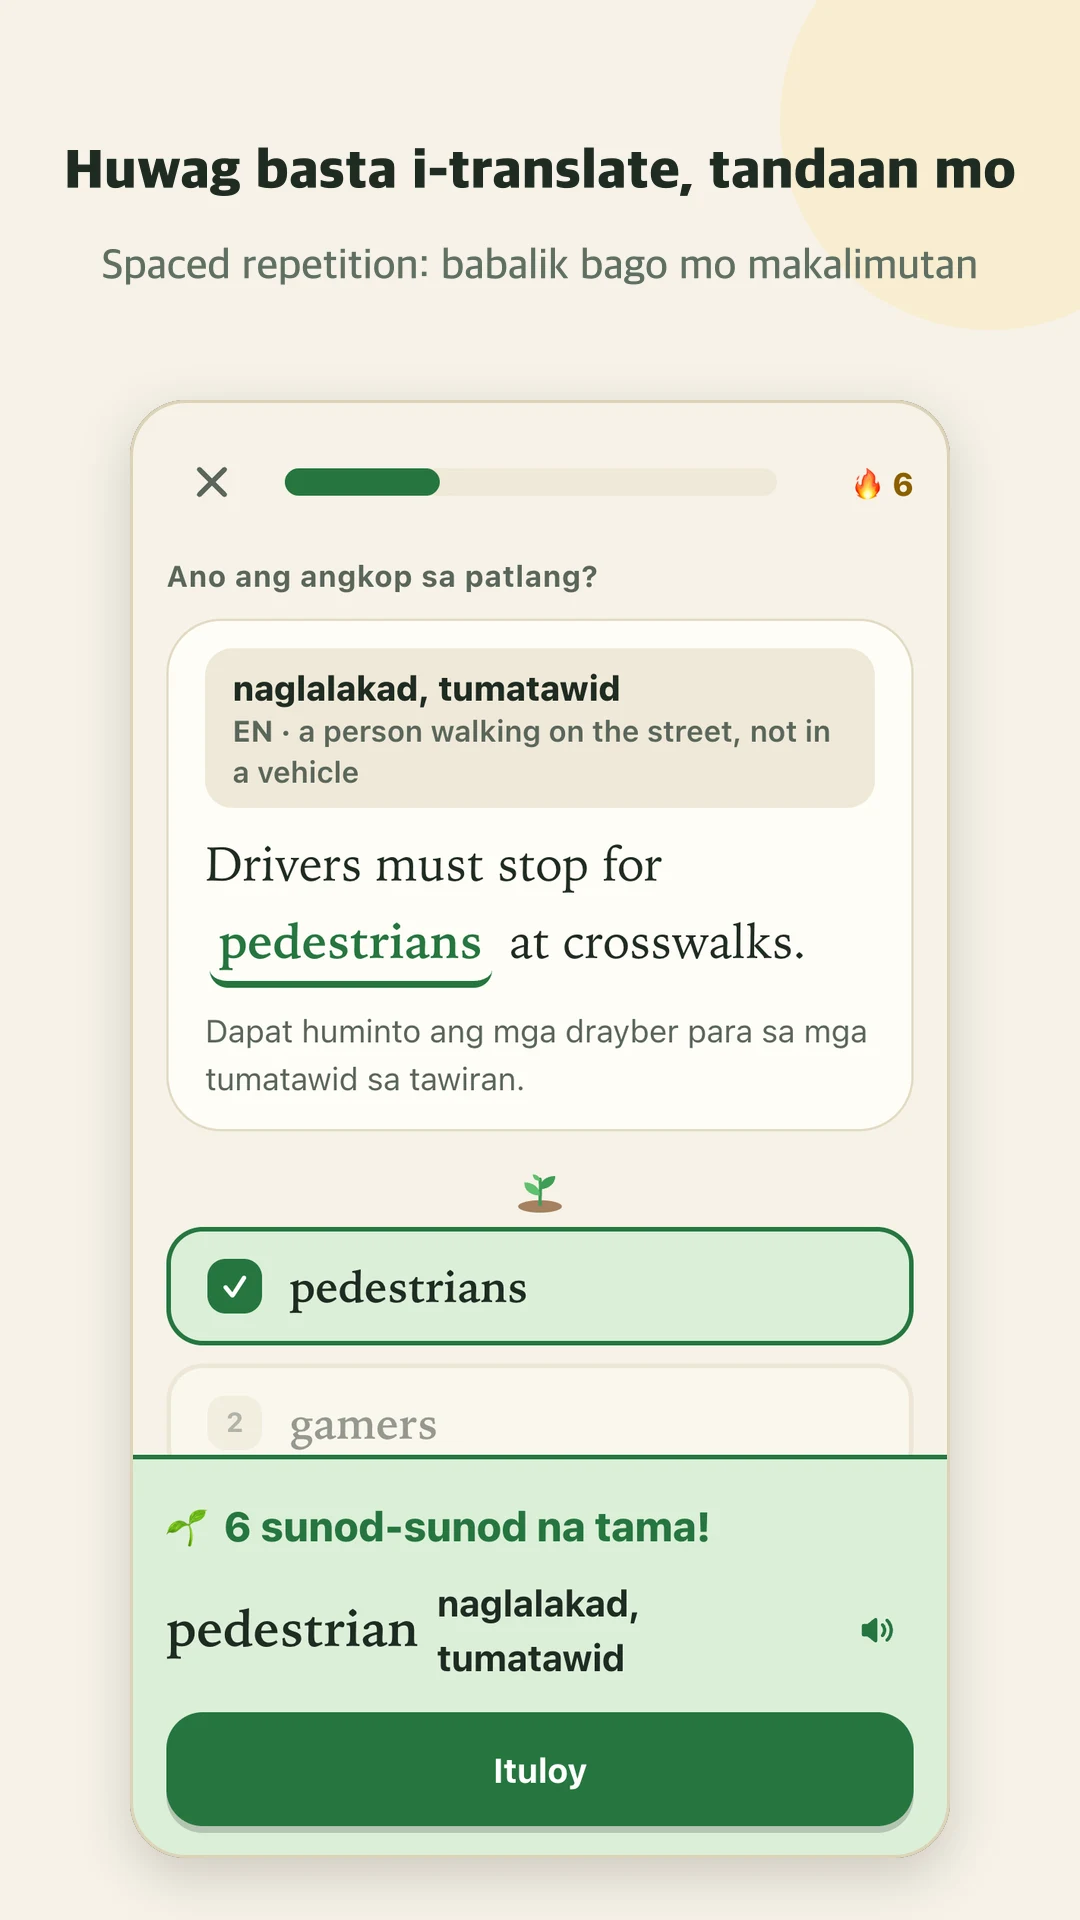 Huwag basta i-translate, tandaan mo
Spaced repetition: babalik bago mo makalimutan
6
Ano ang angkop sa patlang?
naglalakad, tumatawid
EN · a person walking on the street, not in
a vehicle
Drivers must stop for
pedestrians at crosswalks.
Dapat huminto ang mga drayber para sa mga
tumatawid sa tawiran.
pedestrians
2 gamers
6 sunod-sunod na tama!
pedestrian naglalakad,
tumatawid
Ituloy